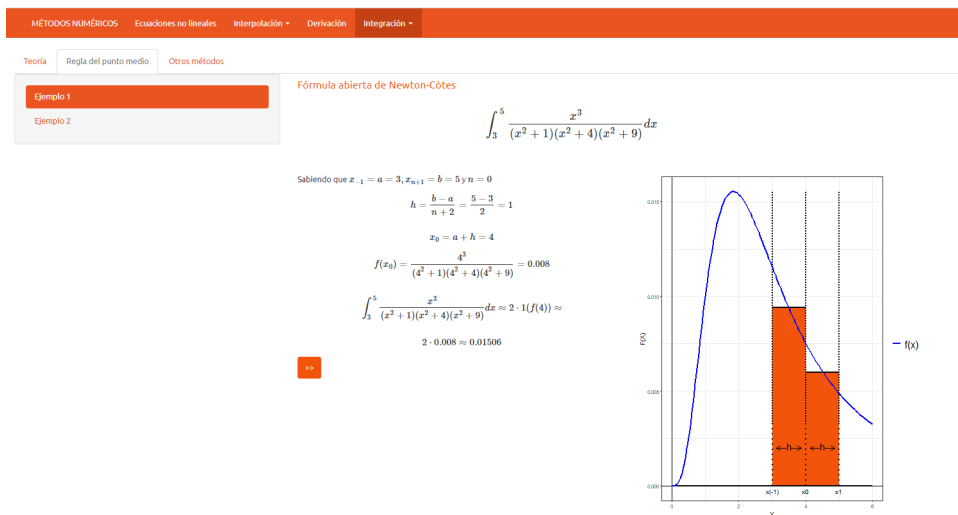 MÉTODOS NUMÉRICOS Ecuaciones no lineales Interpolación Derivación Integración
Teoría Regla del punto medio Otros métodos
Ejemplo 1
Ejemplo 2
Fórmula abierta de Newton-Côtes
∫_3^5 x^3/((x^2 + 1)(x^2 + 4)(x^2 + 9)) dx
Sabiendo que x_{-1} = a = 3, x_{n+1} = b = 5 y n = 0
h = (b − a)/(n + 2) = (5 − 3)/2 = 1
x_0 = a + h = 4
f(x_0) = 4^3/((4^2 + 1)(4^2 + 4)(4^2 + 9)) = 0.008
∫_3^5 x^3/((x^2 + 1)(x^2 + 4)(x^2 + 9)) dx ≈ 2 · 1(f(4)) ≈
2 · 0.008 ≈ 0.01506
>>
0.015
0.010
0.005
0.000
F(X)
h h
x(-1) x0 x1
0 2 4 6
X
f(x)